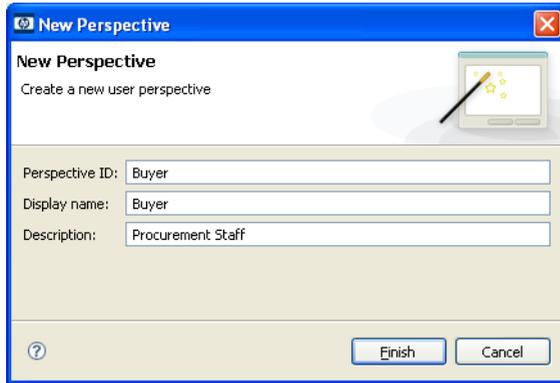 New Perspective
New Perspective
Create a new user perspective
Perspective ID: Buyer
Display name: Buyer
Description: Procurement Staff
Finish Cancel